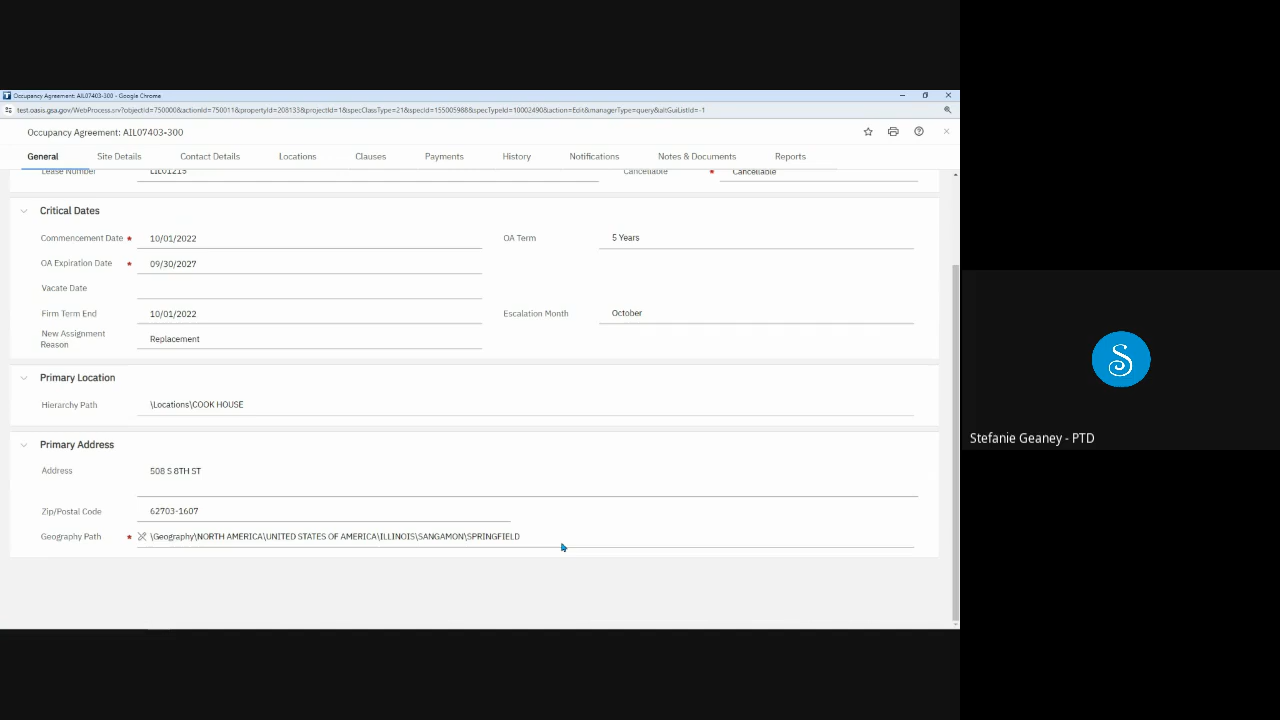 Occupancy Agreement: AIL07403-300 - Google Chrome
test.oasis.gsa.gov/WebProcess.srv?objectId=750000&actionId=750011&propertyId=208133&projectId=1&specClassType=21&specId=155005988&specTypeId=10002490&action=Edit&managerType=query&altGuiListId=-1
Occupancy Agreement: AIL07403-300
General Site Details Contact Details Locations Clauses Payments History Notifications Notes & Documents Reports
Lease Number LIL01215 Cancellable * Cancellable
Critical Dates
Commencement Date * 10/01/2022 OA Term 5 Years
OA Expiration Date * 09/30/2027
Vacate Date
Firm Term End 10/01/2022 Escalation Month October
New Assignment Reason Replacement
Primary Location
Hierarchy Path \Locations\COOK HOUSE
Primary Address
Address 508 S 8TH ST
Zip/Postal Code 62703-1607
Geography Path * \Geography\NORTH AMERICA\UNITED STATES OF AMERICA\ILLINOIS\SANGAMON\SPRINGFIELD
S
Stefanie Geaney - PTD